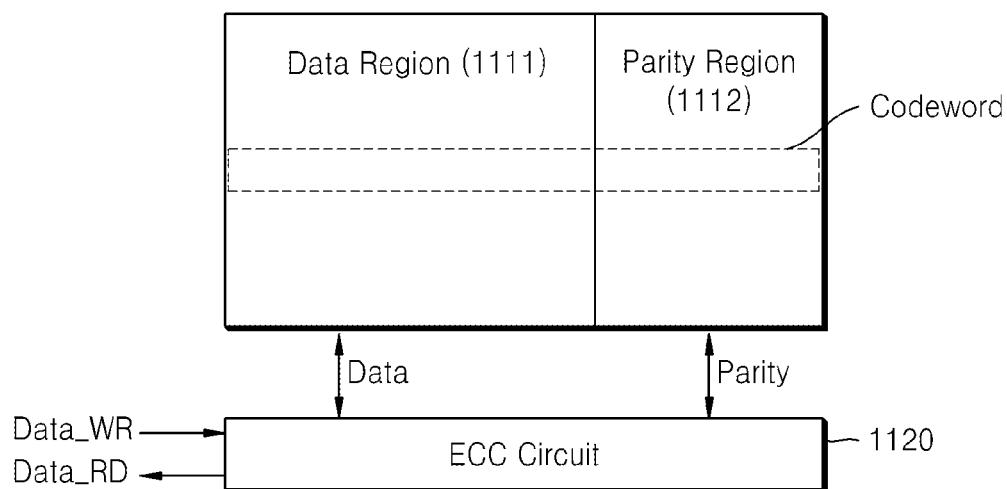 Data Region (1111)
Parity Region
(1112)
Codeword
Data
Parity
Data_WR
Data_RD
ECC Circuit
1120